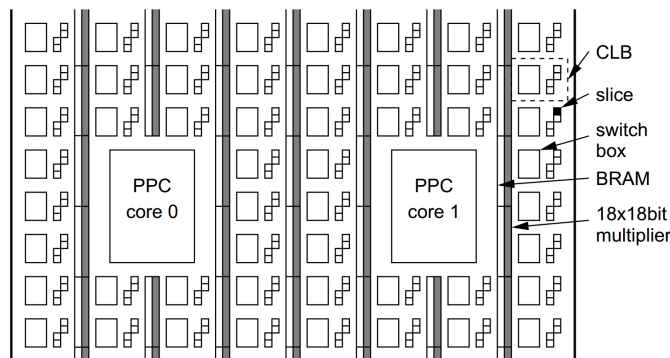 CLB
slice
switch
box
PPC
core 0
PPC
core 1
BRAM
18x18bit
multiplier